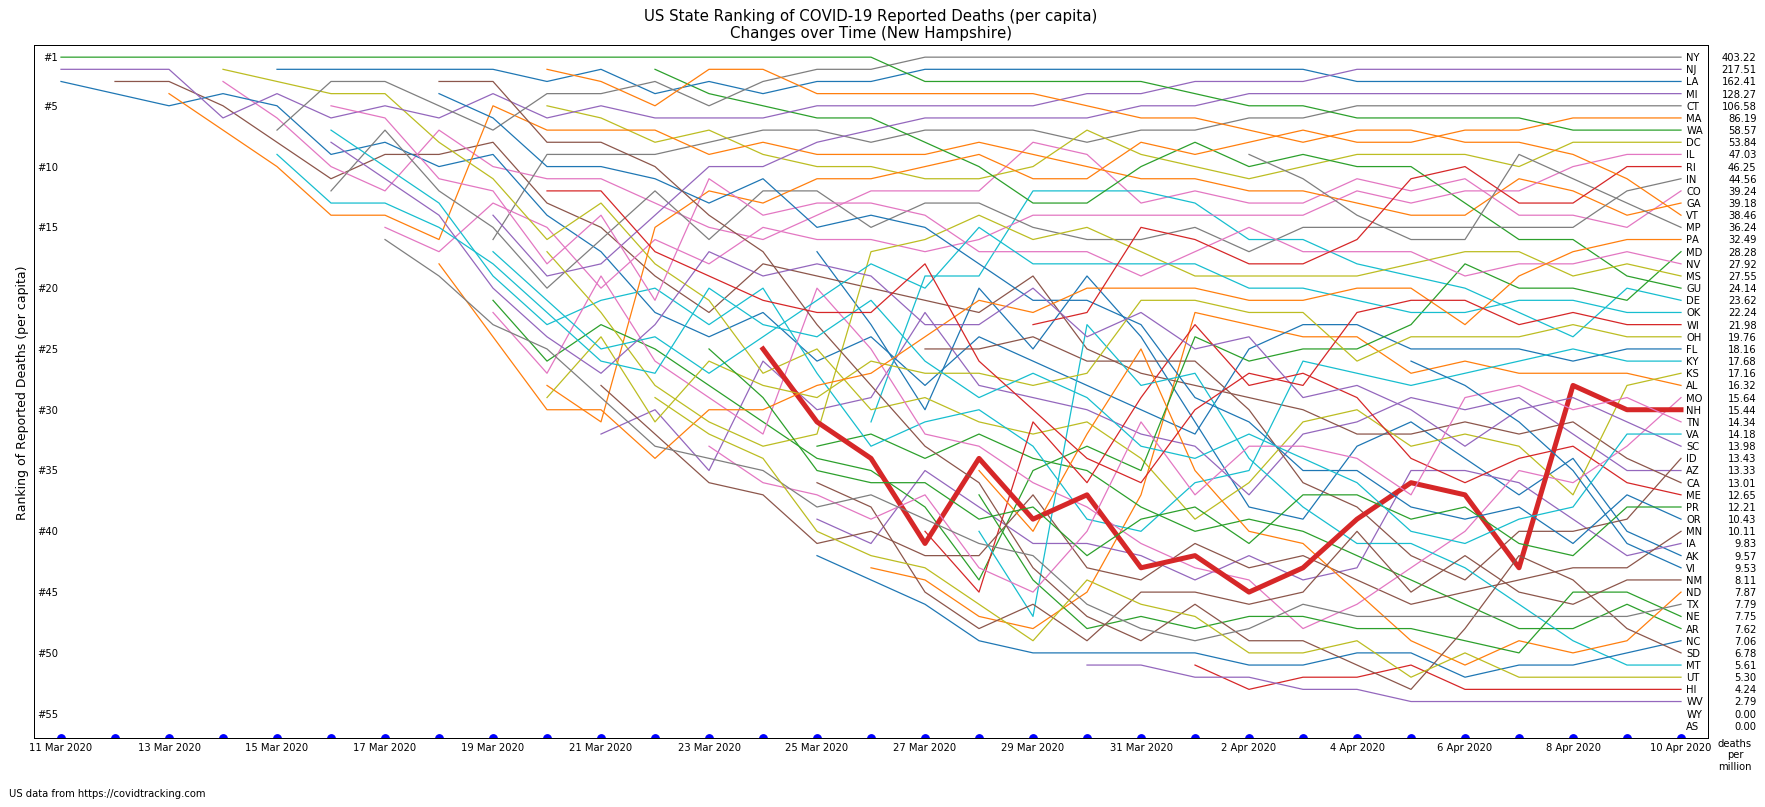 US State Ranking of COVID-19 Reported Deaths (per capita)
Changes over Time (New Hampshire)
Ranking of Reported Deaths (per capita)
#1
#5
#10
#15
#20
#25
#30
#35
#40
#45
#50
#55
NY 403.22
NJ 217.51
LA 162.41
MI 128.27
CT 106.58
MA 86.19
WA 58.57
DC 53.84
IL 47.03
RI 46.25
IN 44.56
CO 39.24
GA 39.18
VT 38.46
MP 36.24
PA 32.49
MD 28.28
NV 27.92
MS 27.55
GU 24.14
DE 23.62
OK 22.24
WI 21.98
OH 19.76
FL 18.16
KY 17.68
KS 17.16
AL 16.32
MO 15.64
NH 15.44
TN 14.34
VA 14.18
SC 13.98
ID 13.43
AZ 13.33
CA 13.01
ME 12.65
PR 12.21
OR 10.43
MN 10.11
IA 9.83
AK 9.57
VI 9.53
NM 8.11
ND 7.87
TX 7.79
NE 7.75
AR 7.62
NC 7.06
SD 6.78
MT 5.61
UT 5.30
HI 4.24
WV 2.79
WY 0.00
AS 0.00
11 Mar 2020 13 Mar 2020 15 Mar 2020 17 Mar 2020 19 Mar 2020 21 Mar 2020 23 Mar 2020 25 Mar 2020 27 Mar 2020 29 Mar 2020 31 Mar 2020 2 Apr 2020 4 Apr 2020 6 Apr 2020 8 Apr 2020 10 Apr 2020
deaths
per
million
US data from https://covidtracking.com